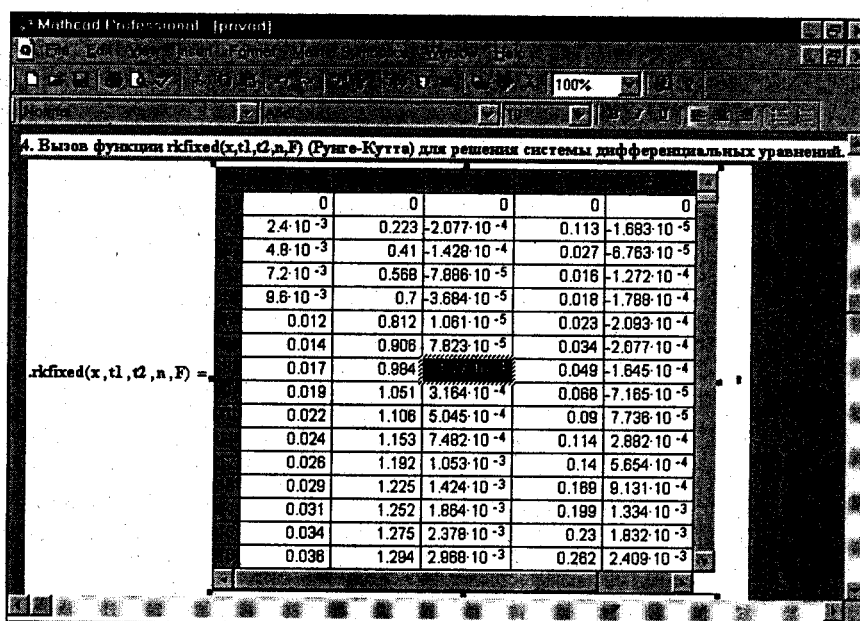 Mathcad Professional - [privod]
100%
4. Вызов функции rkfixed(x,t1,t2,n,F) (Рунге-Кутта) для решения системы дифференциальных уравнений.
0 0 0 0 0
2.4·10 -3 0.223 -2.077·10 -4 0.113 -1.683·10 -5
4.8·10 -3 0.41 -1.428·10 -4 0.027 -6.763·10 -5
7.2·10 -3 0.568 -7.886·10 -5 0.016 -1.272·10 -4
9.6·10 -3 0.7 -3.684·10 -5 0.018 -1.788·10 -4
0.012 0.812 1.061·10 -5 0.023 -2.093·10 -4
0.014 0.906 7.823·10 -5 0.034 -2.077·10 -4
rkfixed(x,t1,t2,n,F) = 0.017 0.984 0.049 -1.645·10 -4
0.019 1.051 3.164·10 -4 0.068 -7.165·10 -5
0.022 1.106 5.045·10 -4 0.09 7.736·10 -5
0.024 1.153 7.482·10 -4 0.114 2.882·10 -4
0.026 1.192 1.053·10 -3 0.14 5.654·10 -4
0.029 1.225 1.424·10 -3 0.169 9.131·10 -4
0.031 1.252 1.864·10 -3 0.199 1.334·10 -3
0.034 1.275 2.378·10 -3 0.23 1.832·10 -3
0.036 1.294 2.968·10 -3 0.262 2.409·10 -3